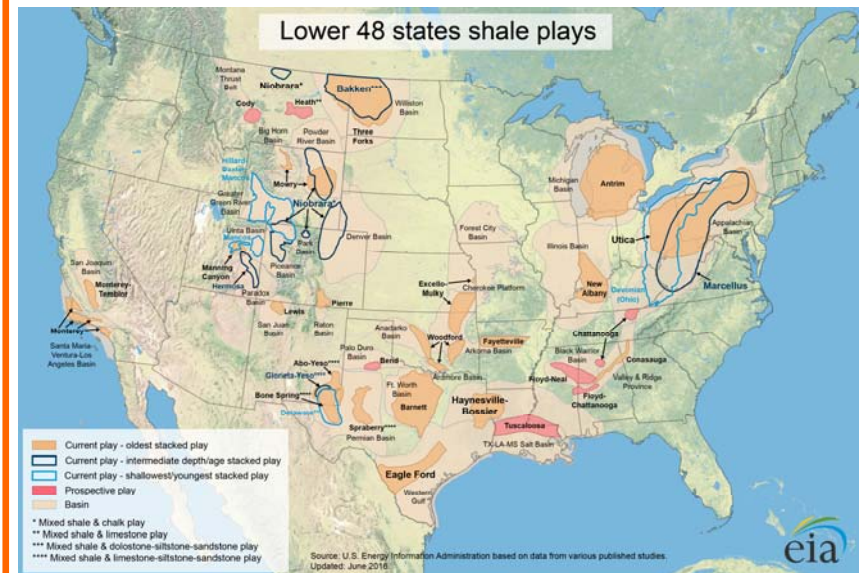 Lower 48 states shale plays
Montana
Thrust
Belt
Niobrara*
Bakken***
Cody
Heath**
Williston
Basin
Big Horn
Basin
Powder
River Basin
Three
Forks
Hilliard-
Baxter-
Mancos
Mowry
Michigan
Basin
Antrim
Greater
Green River
Basin
Niobrara*
Appalachian
Basin
Forest City
Basin
Uinta Basin
Mancos
Park
Basin
Denver Basin
Illinois Basin
Utica
San Joaquin
Basin
Manning
Canyon
Piceance
Basin
Hermosa
Excello-
Mulky
Cherokee Platform
Marcellus
Monterey-
Temblor
Paradox
Basin
New
Albany
Devonian
(Ohio)
Lewis
Pierre
Monterey
San Juan
Basin
Raton
Basin
Anadarko
Basin
Woodford
Fayetteville
Chattanooga
Santa Maria-
Ventura-Los
Angeles Basin
Palo Duro
Basin
Arkoma Basin
Black Warrior
Basin
Conasauga
Abo-Yeso****
Bend
Ardmore Basin
Glorieta-Yeso****
Ft. Worth
Basin
Floyd-Neal
Valley & Ridge
Province
Bone Spring****
Haynesville-
Bossier
Floyd-
Chattanooga
Delaware**
Barnett
Spraberry****
Permian Basin
Tuscaloosa
TX-LA-MS Salt Basin
Eagle Ford
Western
Gulf
Current play - oldest stacked play
Current play - intermediate depth/age stacked play
Current play - shallowest/youngest stacked play
Prospective play
Basin
* Mixed shale & chalk play
** Mixed shale & limestone play
*** Mixed shale & dolostone-siltstone-sandstone play
**** Mixed shale & limestone-siltstone-sandstone play
Source: U.S. Energy Information Administration based on data from various published studies.
Updated: June 2016
eia